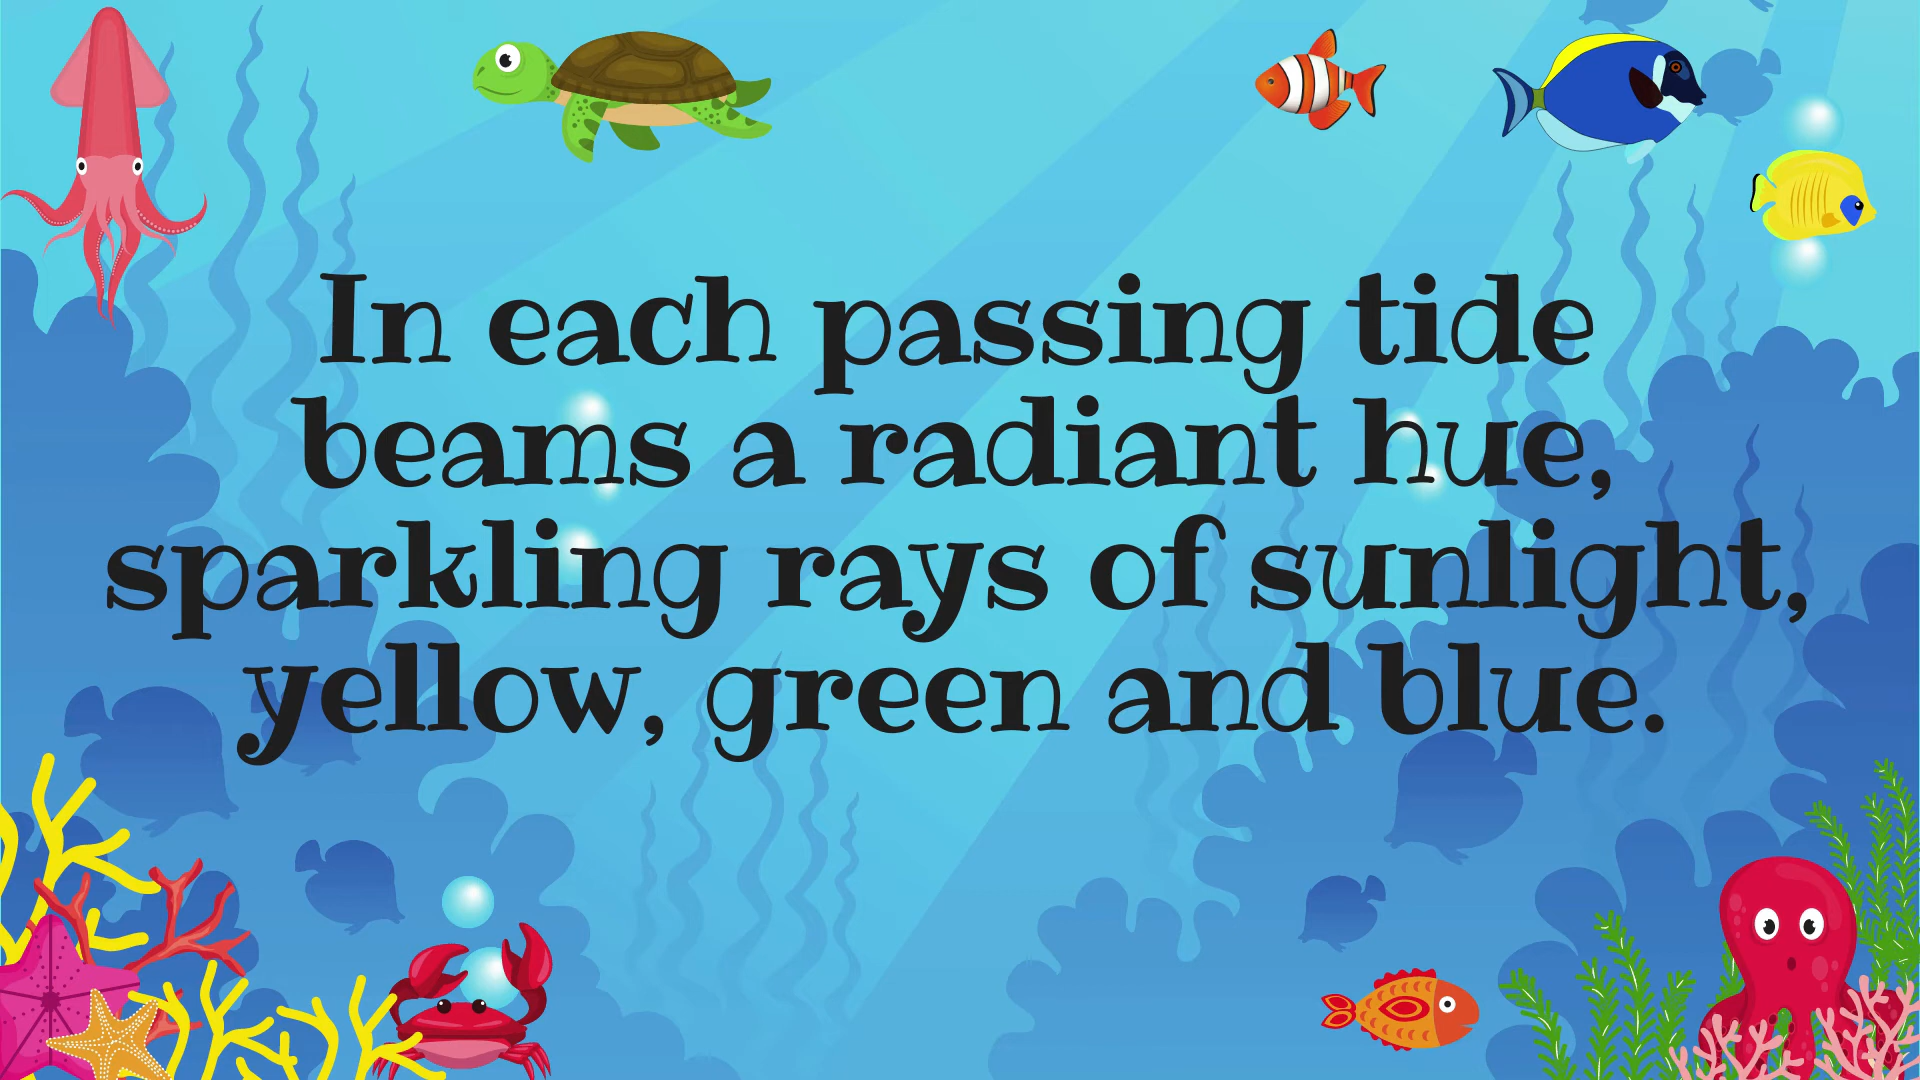 In each passing tide
beams a radiant hue,
sparkling rays of sunlight,
yellow, green and blue.